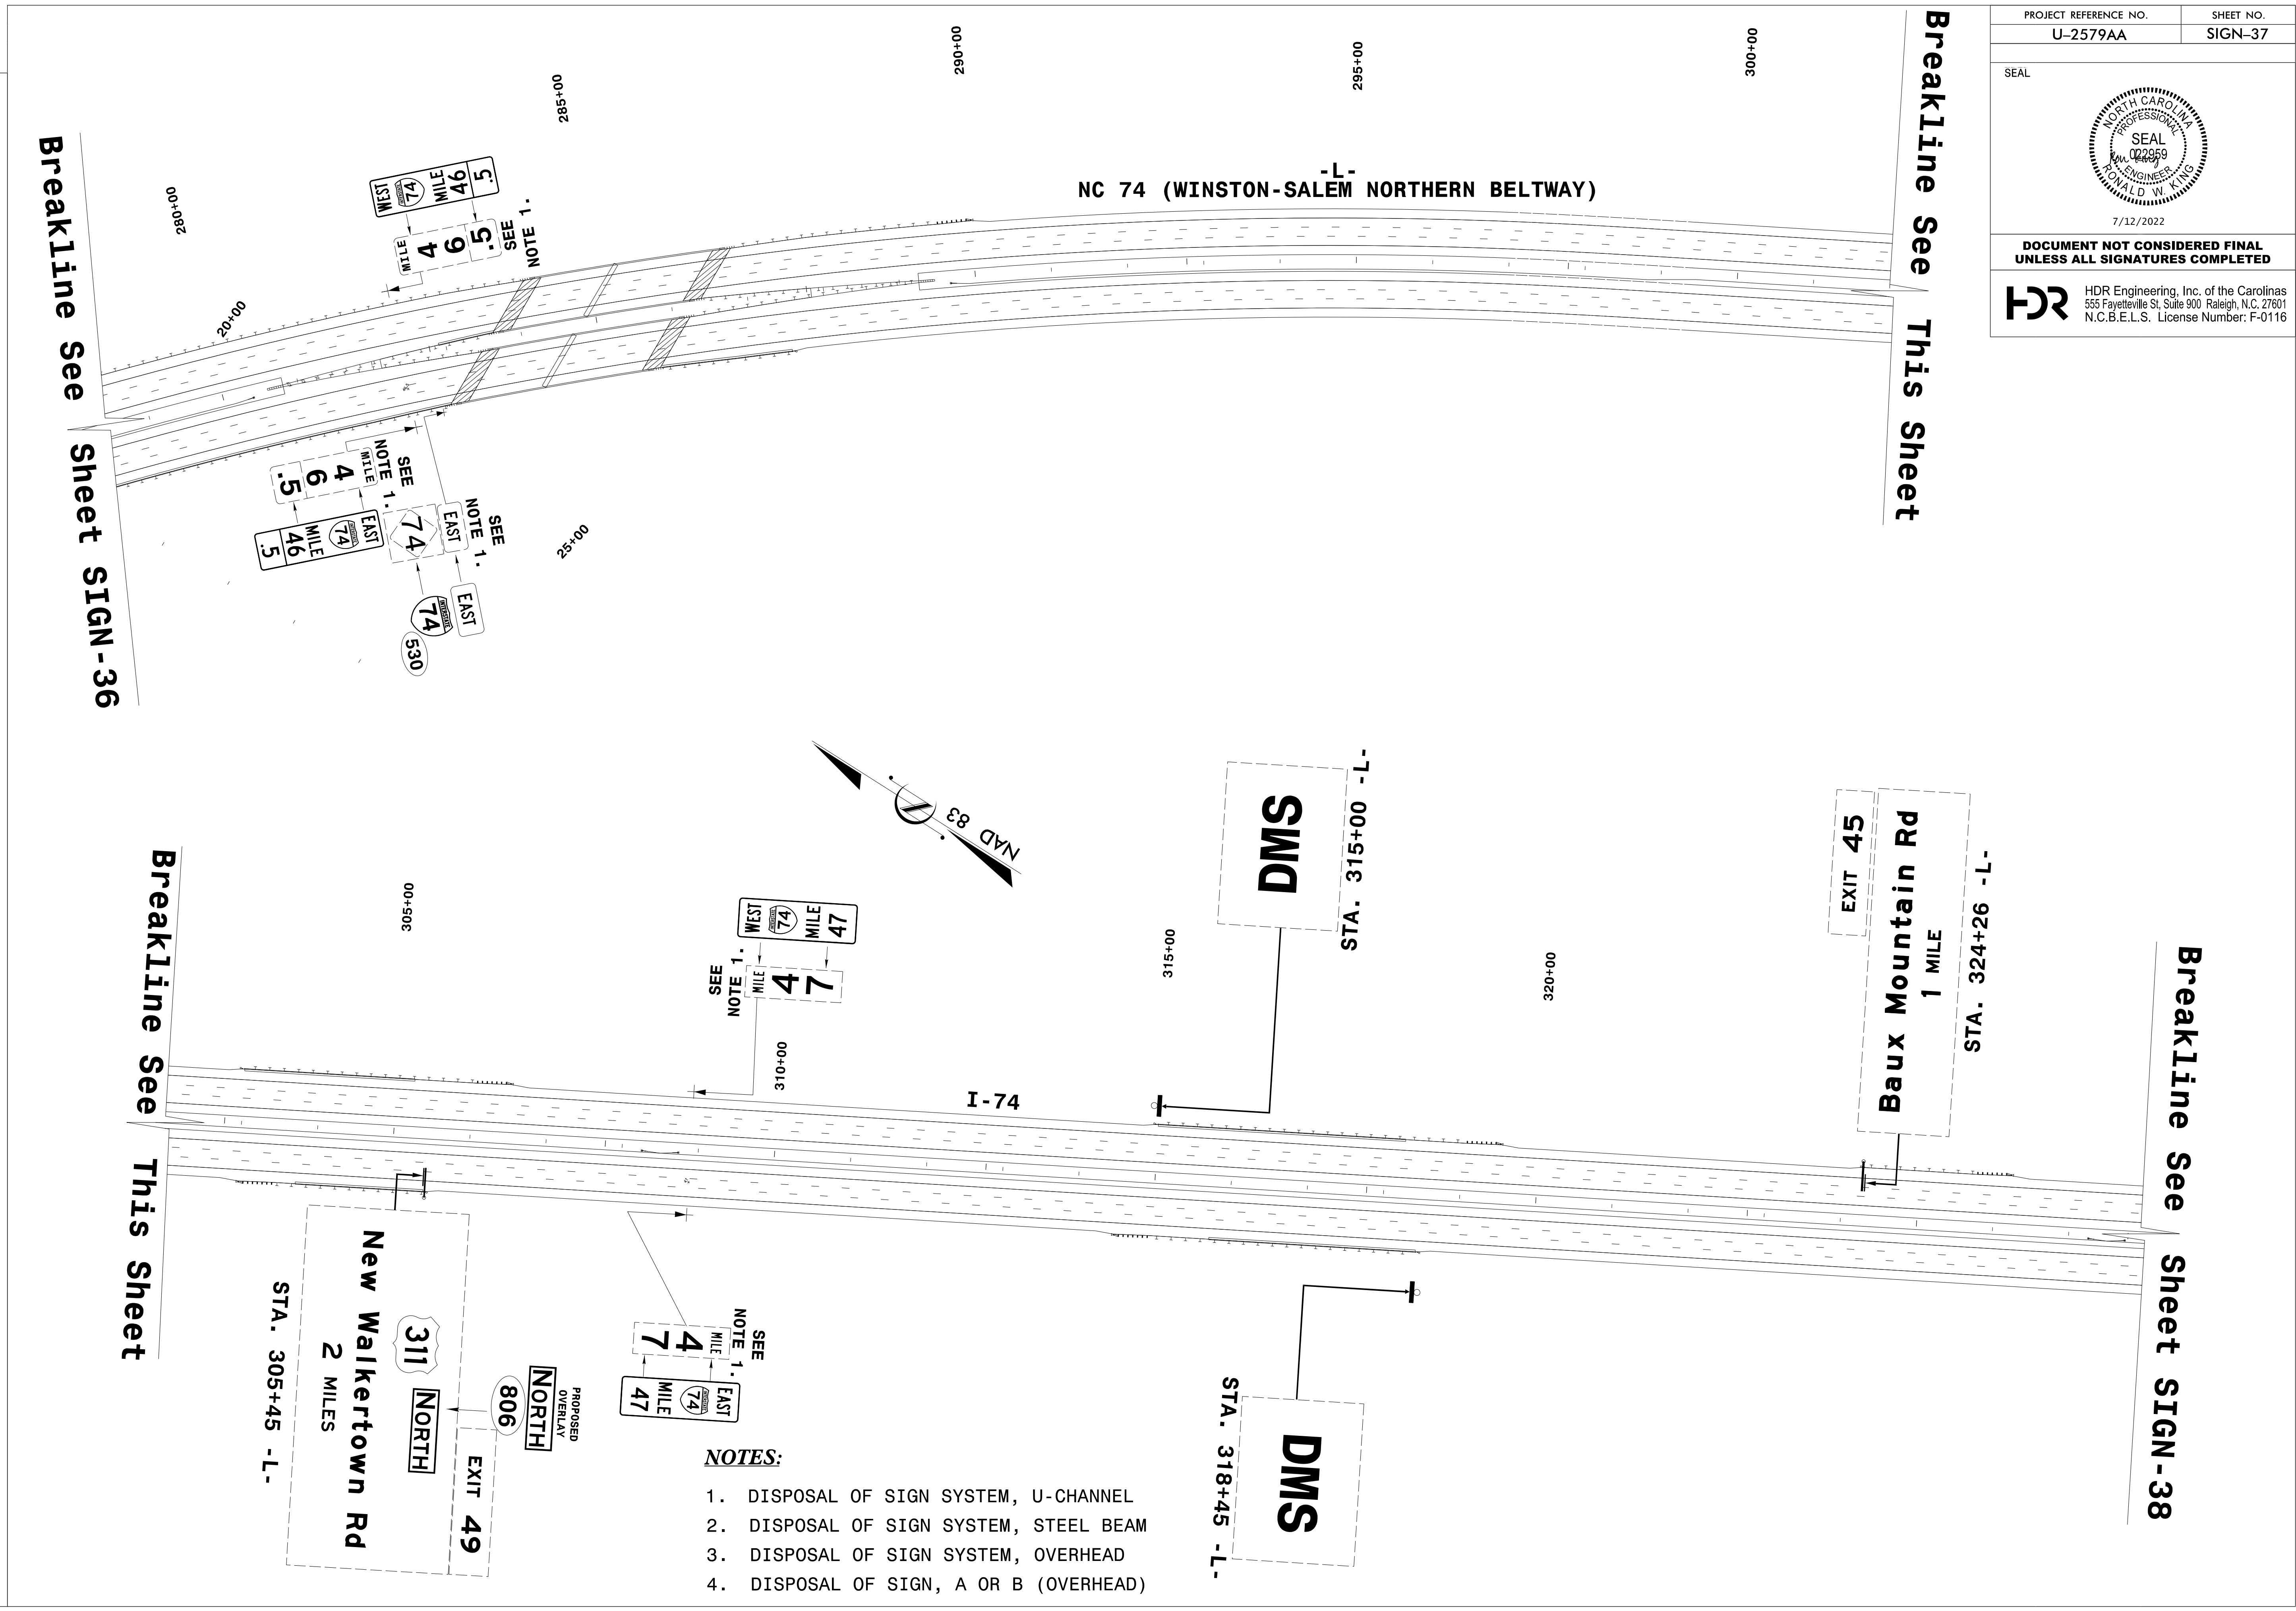 PROJECT REFERENCE NO.
SHEET NO.
U–2579AA
SIGN–37
SEAL
NORTH CAROLINA
PROFESSIONAL
SEAL
022959
ENGINEER
RONALD W. KING
7/12/2022
DOCUMENT NOT CONSIDERED FINAL
UNLESS ALL SIGNATURES COMPLETED
HDR
HDR Engineering, Inc. of the Carolinas
555 Fayetteville St, Suite 900 Raleigh, N.C. 27601
N.C.B.E.L.S. License Number: F-0116
Breakline See Sheet SIGN-36
280+00
285+00
290+00
295+00
300+00
20+00
25+00
-L-
NC 74 (WINSTON-SALEM NORTHERN BELTWAY)
Breakline See This Sheet
WEST
INTERSTATE
74
MILE
46
.5
MILE
4
6
.5
SEE
NOTE 1.
SEE
NOTE 1.
MILE
4
6
.5
EAST
INTERSTATE
74
MILE
46
.5
SEE
NOTE 1.
EAST
74
EAST
INTERSTATE
74
530
NAD 83
Breakline See This Sheet
305+00
310+00
315+00
320+00
WEST
INTERSTATE
74
MILE
47
SEE
NOTE 1.
MILE
4
7
I-74
DMS
STA. 315+00 -L-
EXIT 45
Baux Mountain Rd
1 MILE
STA. 324+26 -L-
Breakline See Sheet SIGN-38
EXIT 49
NORTH
311
New Walkertown Rd
2 MILES
STA. 305+45 -L-
PROPOSED
OVERLAY
NORTH
806
SEE
NOTE 1.
MILE
4
7
EAST
INTERSTATE
74
MILE
47
DMS
STA. 318+45 -L-
NOTES:
1. DISPOSAL OF SIGN SYSTEM, U-CHANNEL
2. DISPOSAL OF SIGN SYSTEM, STEEL BEAM
3. DISPOSAL OF SIGN SYSTEM, OVERHEAD
4. DISPOSAL OF SIGN, A OR B (OVERHEAD)